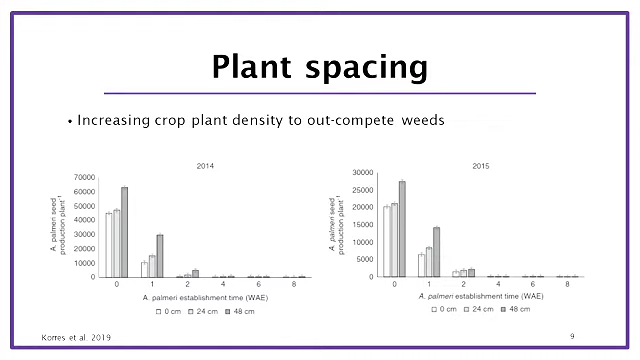 Plant spacing
• Increasing crop plant density to out-compete weeds
2014
A. palmeri seed
production plant⁻¹
70000
60000
50000
40000
30000
20000
10000
0
0 1 2 4 6 8
A. palmeri establishment time (WAE)
0 cm 24 cm 48 cm
2015
A. palmeri seed
production plant⁻¹
30000
25000
20000
15000
10000
5000
0
0 1 2 4 6 8
A. palmeri establishment time (WAE)
0 cm 24 cm 48 cm
Korres et al. 2019
9